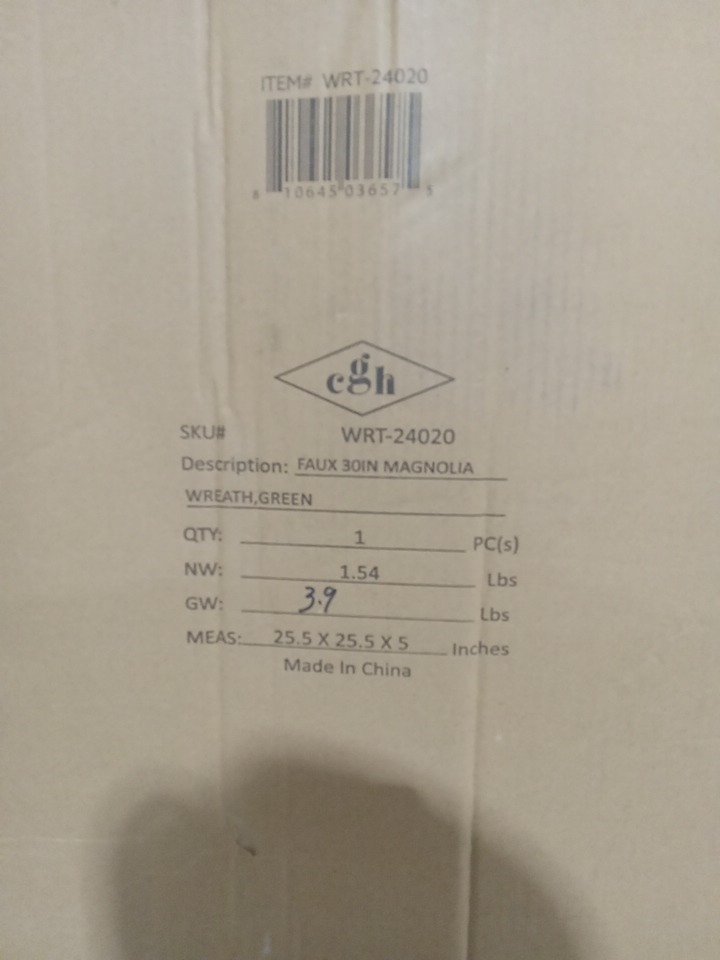 ITEM# WRT-24020
8 10645 03657 5
cgh
SKU# WRT-24020
Description: FAUX 30IN MAGNOLIA
WREATH,GREEN
QTY: 1 PC(s)
NW: 1.54 Lbs
GW: 3.9 Lbs
MEAS: 25.5 X 25.5 X 5 Inches
Made In China